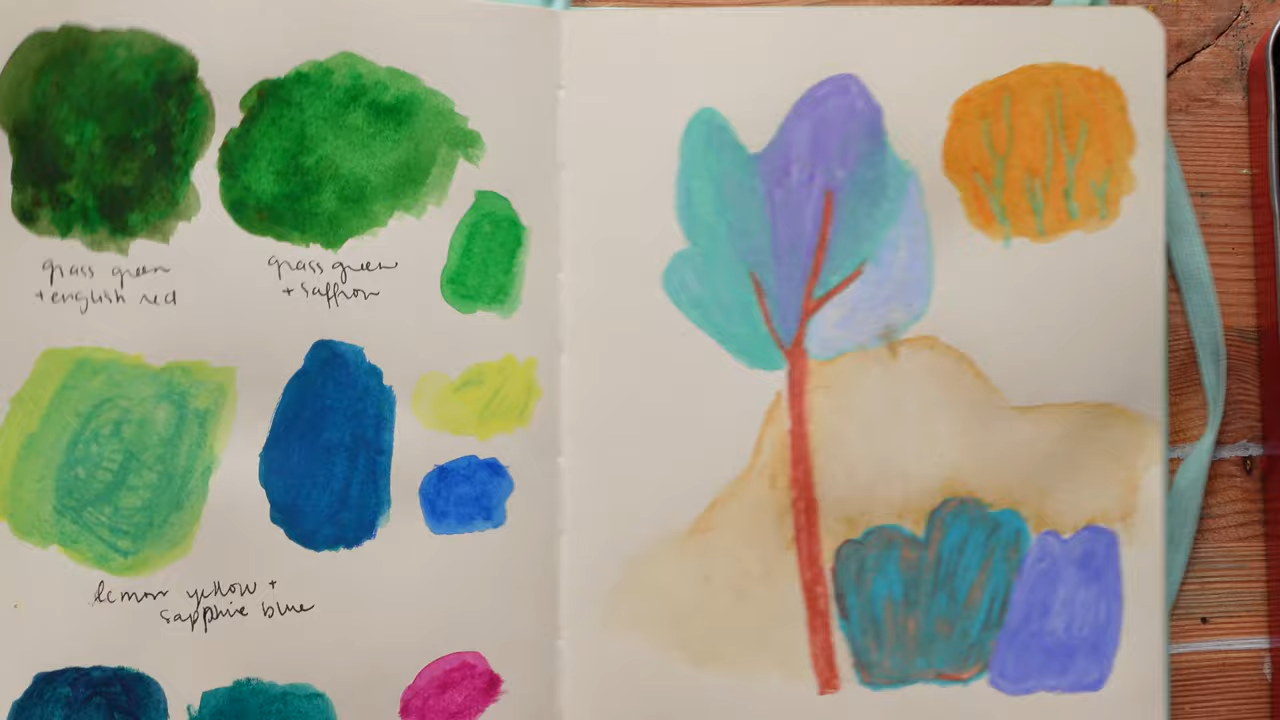 grass green
+ english red
grass green
+ saffron
lemon yellow +
sapphire blue